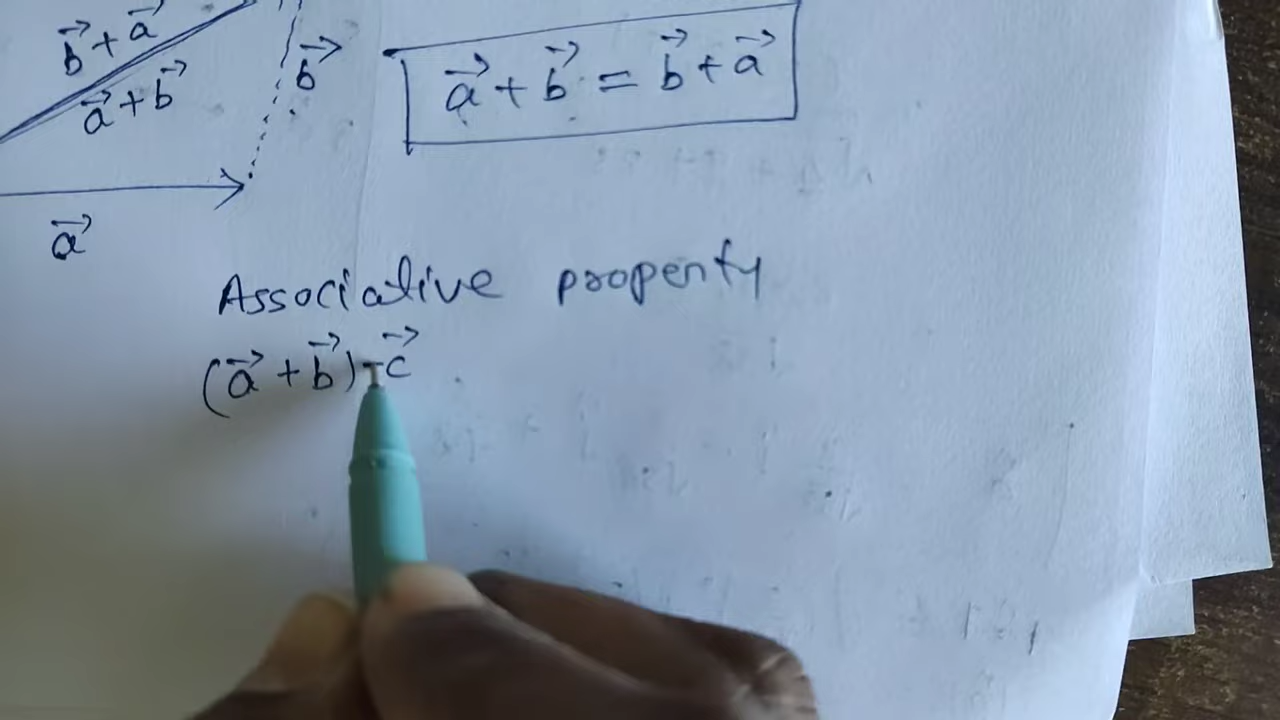 b⃗ + a⃗
a⃗ + b⃗
b⃗
a⃗
a⃗ + b⃗ = b⃗ + a⃗
Associative property
(a⃗ + b⃗) + c⃗